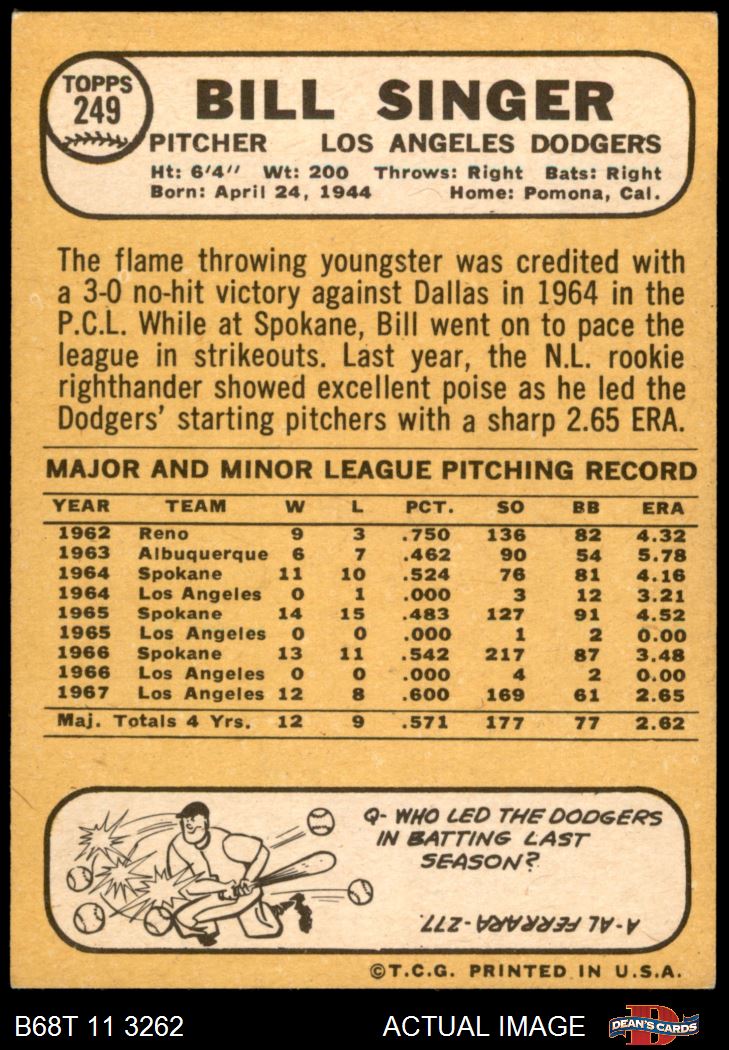 TOPPS
249
BILL SINGER
PITCHER LOS ANGELES DODGERS
Ht: 6'4" Wt: 200 Throws: Right Bats: Right
Born: April 24, 1944 Home: Pomona, Cal.
The flame throwing youngster was credited with
a 3-0 no-hit victory against Dallas in 1964 in the
P.C.L. While at Spokane, Bill went on to pace the
league in strikeouts. Last year, the N.L. rookie
righthander showed excellent poise as he led the
Dodgers' starting pitchers with a sharp 2.65 ERA.
MAJOR AND MINOR LEAGUE PITCHING RECORD
YEAR TEAM W L PCT. SO BB ERA
1962 Reno 9 3 .750 136 82 4.32
1963 Albuquerque 6 7 .462 90 54 5.78
1964 Spokane 11 10 .524 76 81 4.16
1964 Los Angeles 0 1 .000 3 12 3.21
1965 Spokane 14 15 .483 127 91 4.52
1965 Los Angeles 0 0 .000 1 2 0.00
1966 Spokane 13 11 .542 217 87 3.48
1966 Los Angeles 0 0 .000 4 2 0.00
1967 Los Angeles 12 8 .600 169 61 2.65
Maj. Totals 4 Yrs. 12 9 .571 177 77 2.62
Q- WHO LED THE DODGERS
IN BATTING LAST
SEASON?
A-AL FERRARA-277.
©T.C.G. PRINTED IN U.S.A.
B68T 11 3262 ACTUAL IMAGE D DEAN'S CARDS